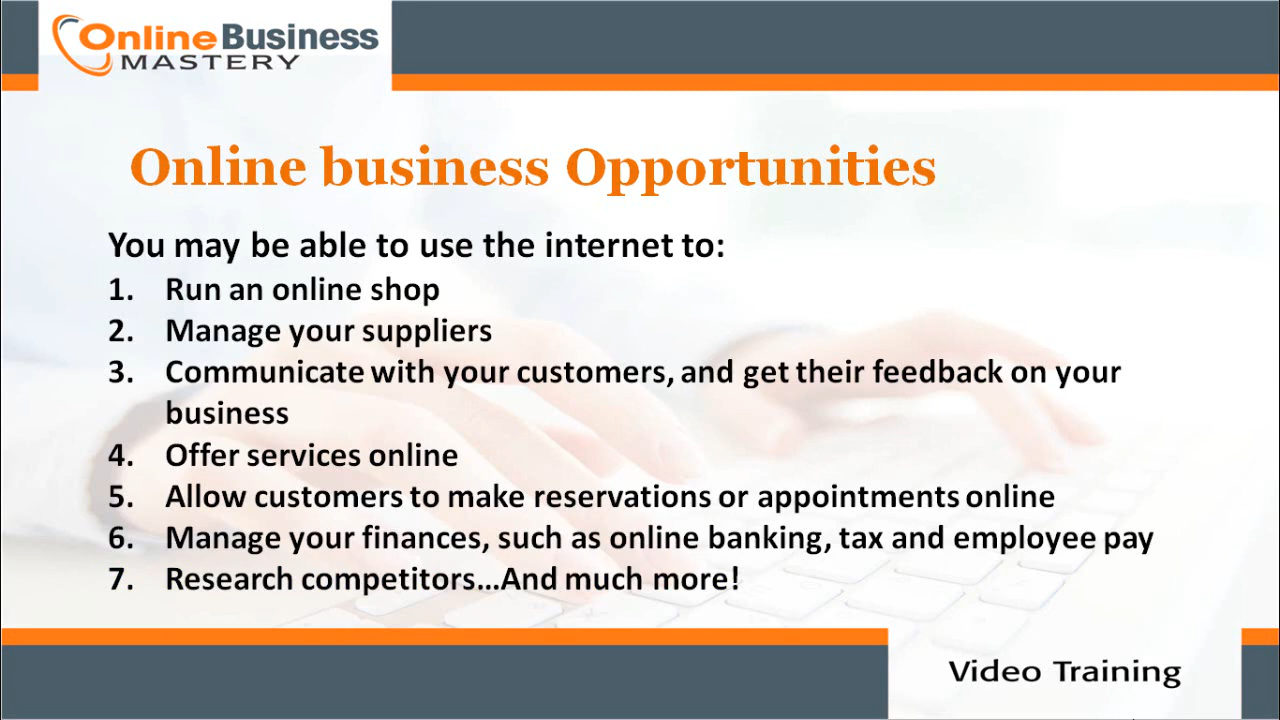 Online Business
MASTERY
Online business Opportunities
You may be able to use the internet to:
1. Run an online shop
2. Manage your suppliers
3. Communicate with your customers, and get their feedback on your
business
4. Offer services online
5. Allow customers to make reservations or appointments online
6. Manage your finances, such as online banking, tax and employee pay
7. Research competitors...And much more!
Video Training